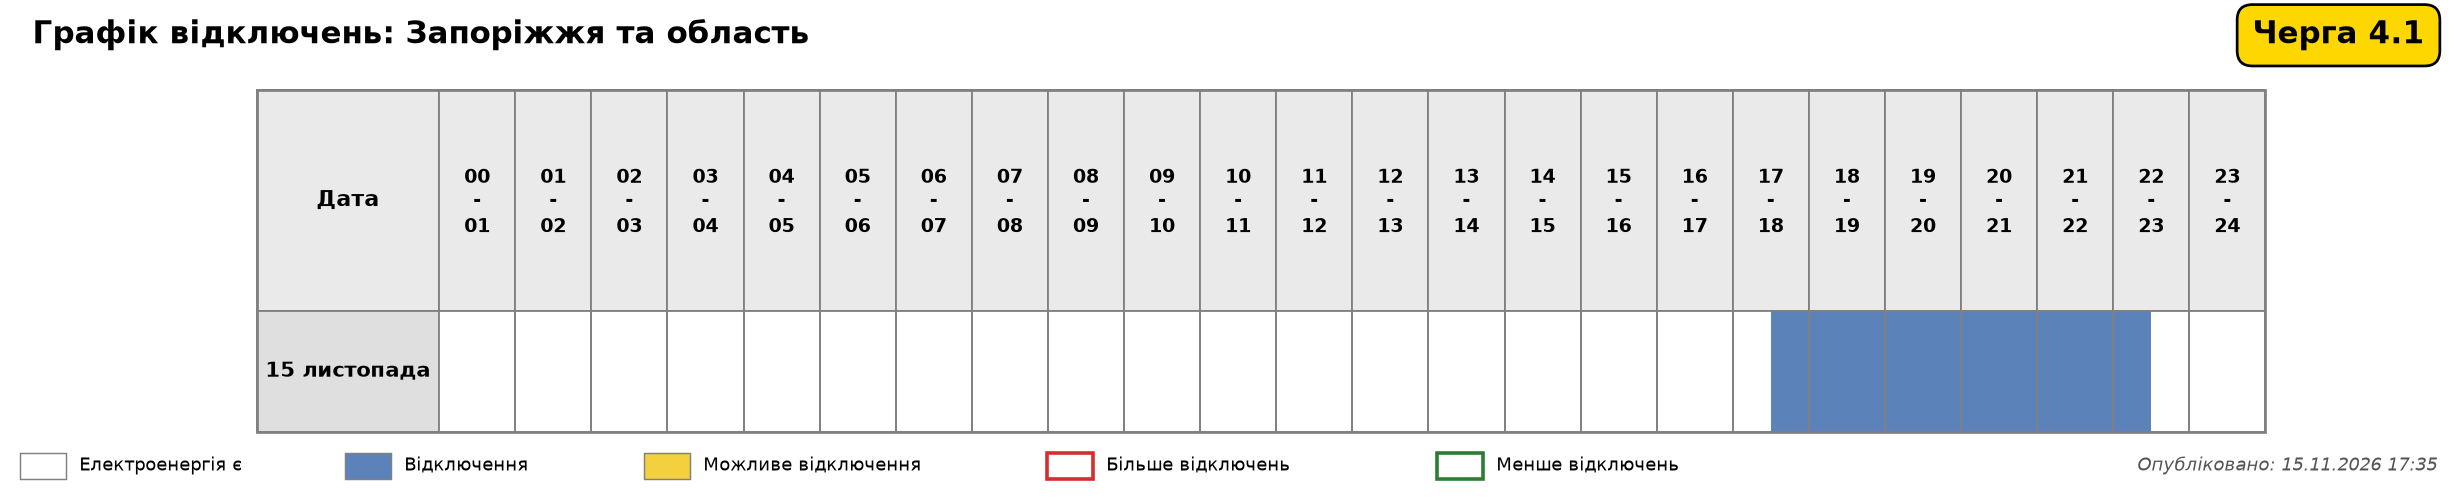 Графік відключень: Запоріжжя та область
Черга 4.1
Дата
00 - 01
01 - 02
02 - 03
03 - 04
04 - 05
05 - 06
06 - 07
07 - 08
08 - 09
09 - 10
10 - 11
11 - 12
12 - 13
13 - 14
14 - 15
15 - 16
16 - 17
17 - 18
18 - 19
19 - 20
20 - 21
21 - 22
22 - 23
23 - 24
15 листопада
Електроенергія є
Відключення
Можливе відключення
Більше відключень
Менше відключень
Опубліковано: 15.11.2026 17:35